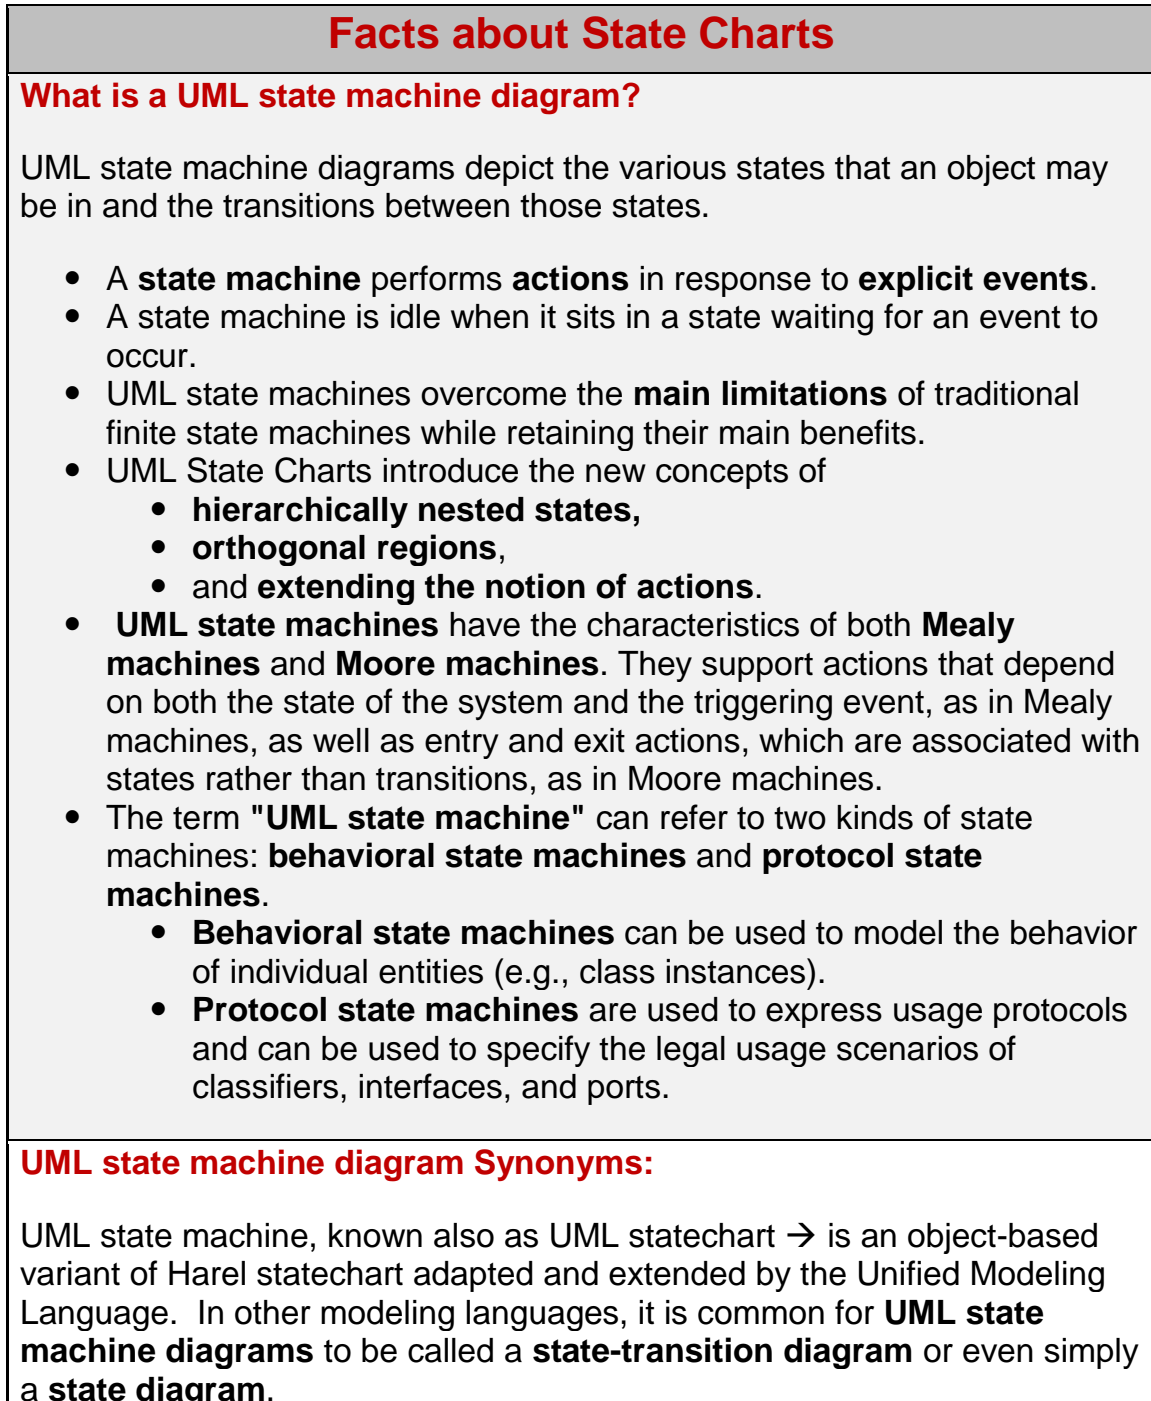 Facts about State Charts
What is a UML state machine diagram?
UML state machine diagrams depict the various states that an object may
be in and the transitions between those states.
• A state machine performs actions in response to explicit events.
• A state machine is idle when it sits in a state waiting for an event to
occur.
• UML state machines overcome the main limitations of traditional
finite state machines while retaining their main benefits.
• UML State Charts introduce the new concepts of
• hierarchically nested states,
• orthogonal regions,
• and extending the notion of actions.
• UML state machines have the characteristics of both Mealy
machines and Moore machines. They support actions that depend
on both the state of the system and the triggering event, as in Mealy
machines, as well as entry and exit actions, which are associated with
states rather than transitions, as in Moore machines.
• The term "UML state machine" can refer to two kinds of state
machines: behavioral state machines and protocol state
machines.
• Behavioral state machines can be used to model the behavior
of individual entities (e.g., class instances).
• Protocol state machines are used to express usage protocols
and can be used to specify the legal usage scenarios of
classifiers, interfaces, and ports.
UML state machine diagram Synonyms:
UML state machine, known also as UML statechart → is an object-based
variant of Harel statechart adapted and extended by the Unified Modeling
Language.  In other modeling languages, it is common for UML state
machine diagrams to be called a state-transition diagram or even simply
a state diagram.